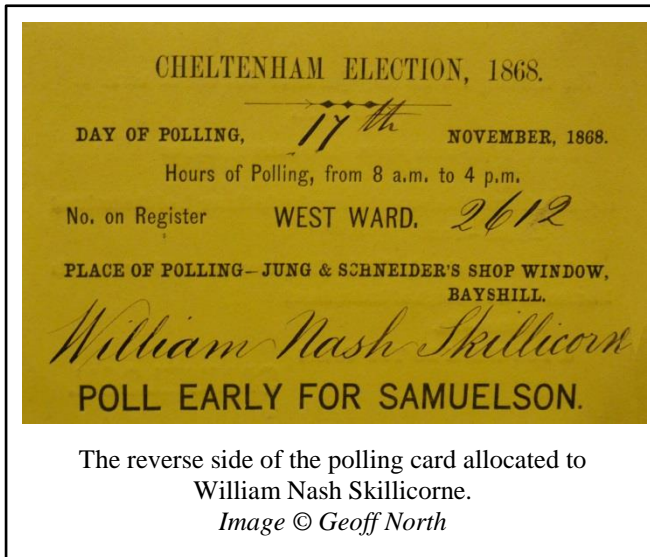 CHELTENHAM ELECTION, 1868.
DAY OF POLLING, 17th NOVEMBER, 1868.
Hours of Polling, from 8 a.m. to 4 p.m.
No. on Register WEST WARD. 2612
PLACE OF POLLING—JUNG & SCHNEIDER'S SHOP WINDOW,
BAYSHILL.
William Nash Skillicorne
POLL EARLY FOR SAMUELSON.
The reverse side of the polling card allocated to
William Nash Skillicorne.
Image © Geoff North